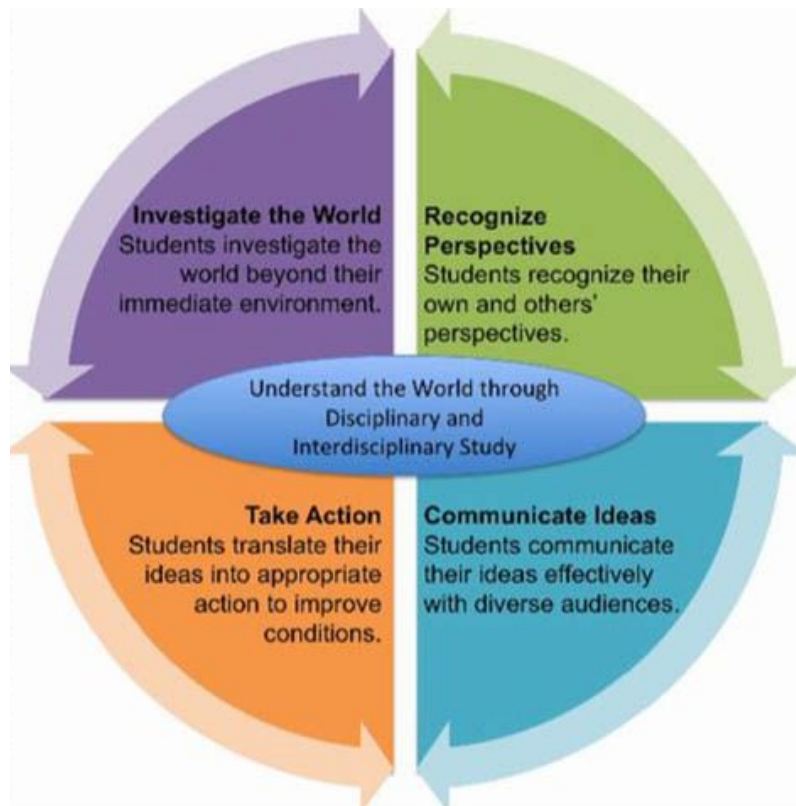 Investigate the World
Students investigate the
world beyond their
immediate environment.
Recognize
Perspectives
Students recognize their
own and others'
perspectives.
Understand the World through
Disciplinary and
Interdisciplinary Study
Take Action
Students translate their
ideas into appropriate
action to improve
conditions.
Communicate Ideas
Students communicate
their ideas effectively
with diverse audiences.